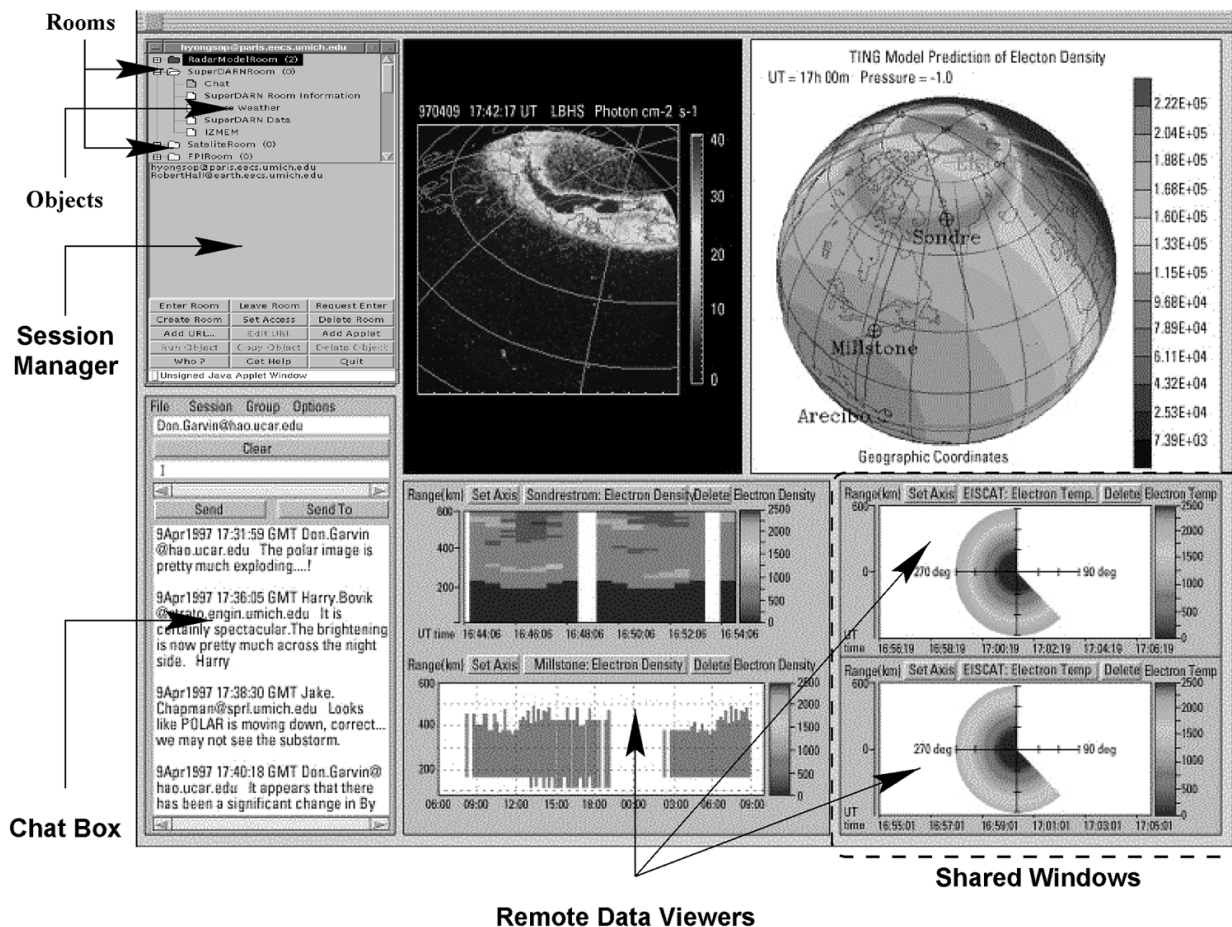 Rooms
Objects
Session
Manager
Chat Box
hyongsop@paris.eecs.umich.edu
RadarModelRoom (2)
SuperDARNRoom (0)
Chat
SuperDARN Room Information
Weather
SuperDARN Data
IZMEM
SateliteRoom (0)
FPIRoom (0)
hyongsop@paris.eecs.umich.edu
RobertHall@earth.eecs.umich.edu
Enter Room Leave Room Request Enter
Create Room Set Access Delete Room
Add URL... Edit URL Add Applet
Run Object Copy Object Delete Object
Who ? Get Help Quit
Unsigned Java Applet Window
File Session Group Options
Don.Garvin@hao.ucar.edu
Clear
Send Send To
9Apr1997 17:31:59 GMT Don.Garvin
@hao.ucar.edu The polar image is
pretty much exploding....!
9Apr1997 17:36:05 GMT Harry.Bovik
@strato.engin.umich.edu It is
certainly spectacular.The brightening
is now pretty much across the night
side. Harry
9Apr1997 17:38:30 GMT Jake.
Chapman@sprl.umich.edu Looks
like POLAR is moving down, correct...
we may not see the substorm.
9Apr1997 17:40:18 GMT Don.Garvin@
hao.ucar.edu It appears that there
has been a significant change in By
970409 17:42:17 UT LBHS Photon cm-2 s-1
40
30
20
10
0
TING Model Prediction of Electon Density
UT = 17h 00m Pressure = -1.0
Sondre
Millstone
Arecibo
Geographic Coordinates
2.22E+05
2.04E+05
1.68E+05
1.60E+05
1.33E+05
1.15E+05
9.68E+04
7.89E+04
6.11E+04
4.32E+04
2.53E+04
7.39E+03
Range(km) Set Axis Sondrestrom: Electron Density Delete Electron Density
600
400
200
2500
2000
1500
1000
500
0
UT time 16:44:06 16:46:06 16:48:06 16:50:06 16:52:06 16:54:06
Range(km) Set Axis Millstone: Electron Density Delete Electron Density
600
400
200
2500
2000
1500
1000
500
0
06:00 09:00 12:00 15:00 18:00 21:00 00:00 03:00 06:00 09:00
Range(km) Set Axis EISCAT: Electron Temp. Delete Electron Temp
600
0
270 deg 90 deg
2500
2000
1500
1000
500
0
UT
time 16:56:19 16:58:19 17:00:19 17:02:19 17:04:19 17:06:19
Range(km) Set Axis EISCAT: Electron Temp Delete Electron Temp
600
0
270 deg 90 deg
2500
2000
1500
1000
500
0
UT
time 16:55:01 16:57:01 16:59:01 17:01:01 17:03:01 17:05:01
Shared Windows
Remote Data Viewers